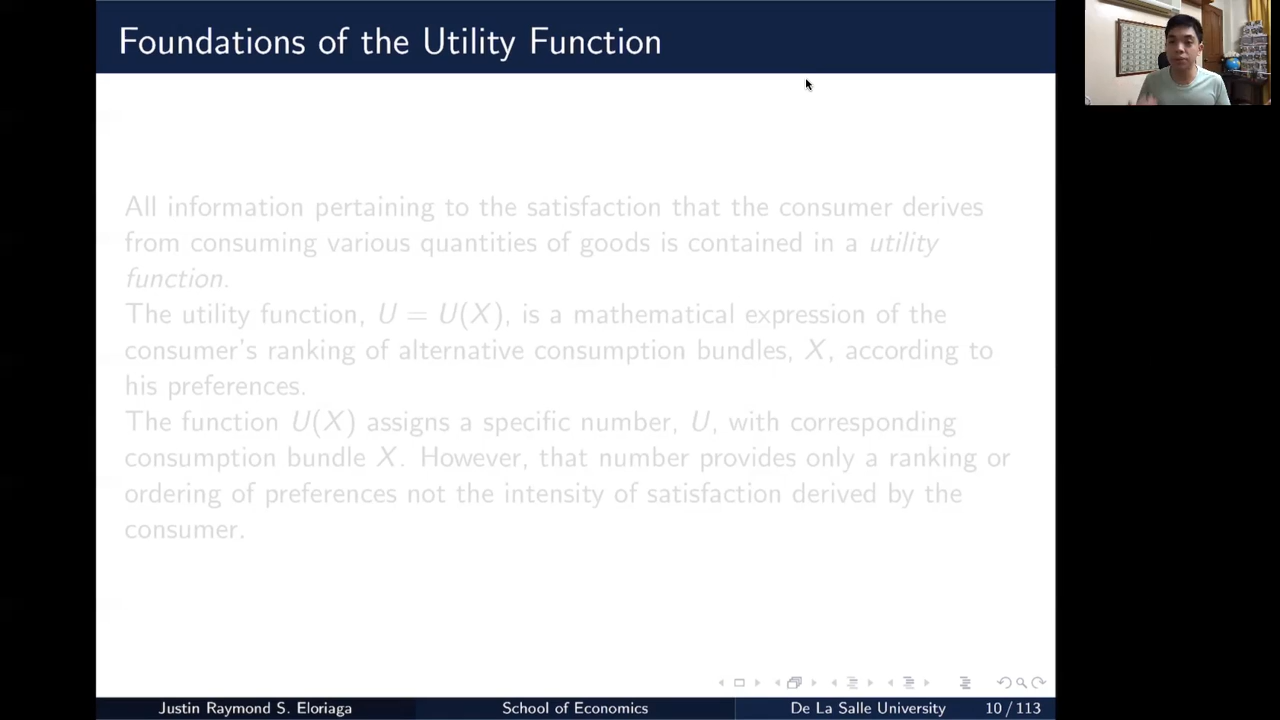 Foundations of the Utility Function
All information pertaining to the satisfaction that the consumer derives
from consuming various quantities of goods is contained in a utility
function.
The utility function, U = U(X), is a mathematical expression of the
consumer's ranking of alternative consumption bundles, X, according to
his preferences.
The function U(X) assigns a specific number, U, with corresponding
consumption bundle X. However, that number provides only a ranking or
ordering of preferences not the intensity of satisfaction derived by the
consumer.
Justin Raymond S. Eloriaga School of Economics De La Salle University 10 / 113